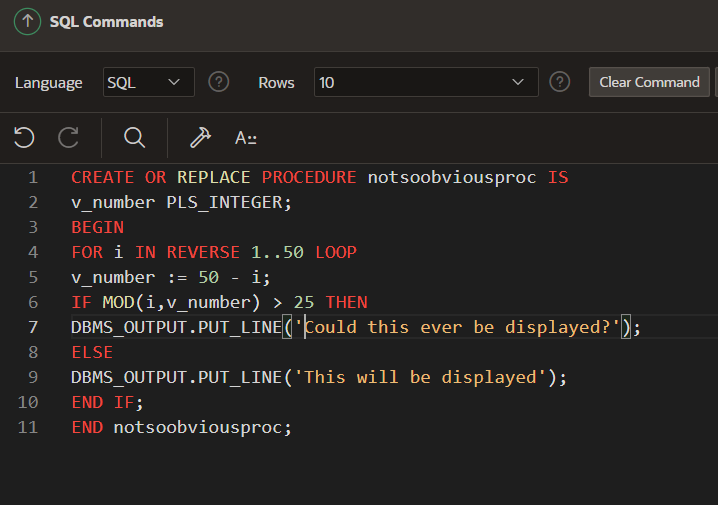 SQL Commands
Language SQL Rows 10 Clear Command
A::
1 CREATE OR REPLACE PROCEDURE notsoobviousproc IS
2 v_number PLS_INTEGER;
3 BEGIN
4 FOR i IN REVERSE 1..50 LOOP
5 v_number := 50 - i;
6 IF MOD(i,v_number) > 25 THEN
7 DBMS_OUTPUT.PUT_LINE('Could this ever be displayed?');
8 ELSE
9 DBMS_OUTPUT.PUT_LINE('This will be displayed');
10 END IF;
11 END notsoobviousproc;